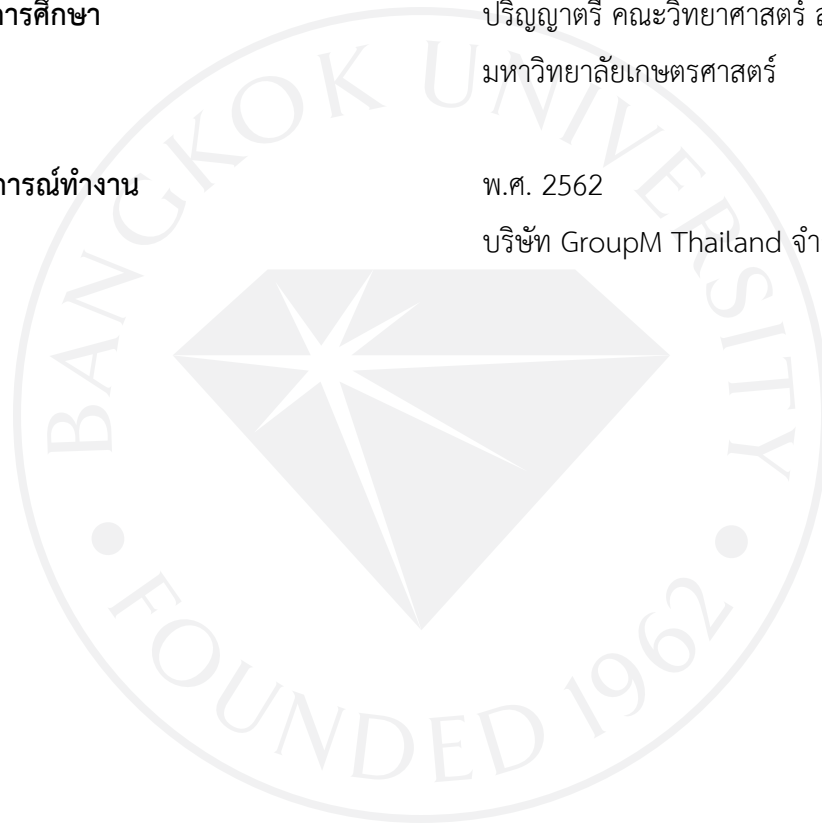 การศึกษา ปริญญาตรี คณะวิทยาศาสตร์
มหาวิทยาลัยเกษตรศาสตร์
การณ์ทำงาน พ.ศ. 2562
บริษัท GroupM Thailand จำ
BANGKOK UNIVERSITY
FOUNDED 1962